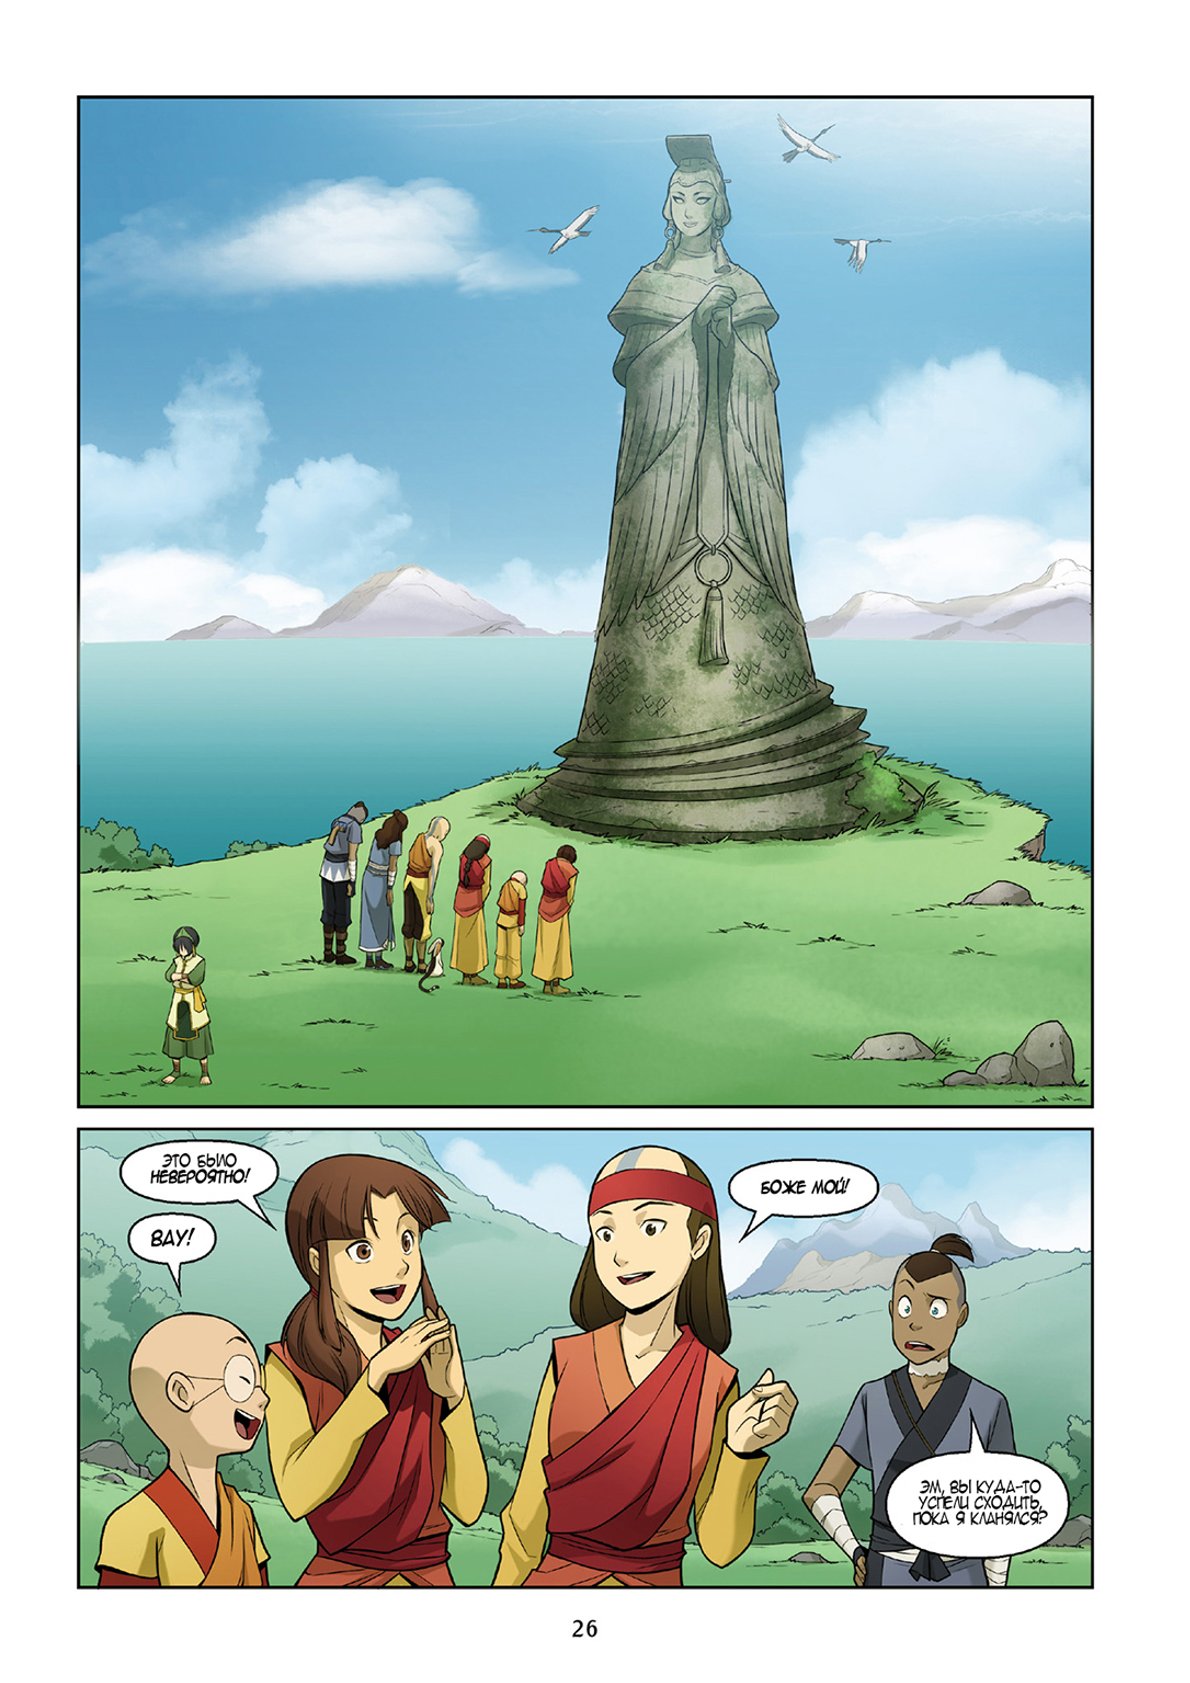 ЭТО БЫЛО
НЕВЕРОЯТНО!
ВАУ!
БОЖЕ МОЙ!
ЭМ, ВЫ КУДА-ТО
УСПЕЛИ СХОДИТЬ,
ПОКА Я КЛАНЯЛСЯ?
26